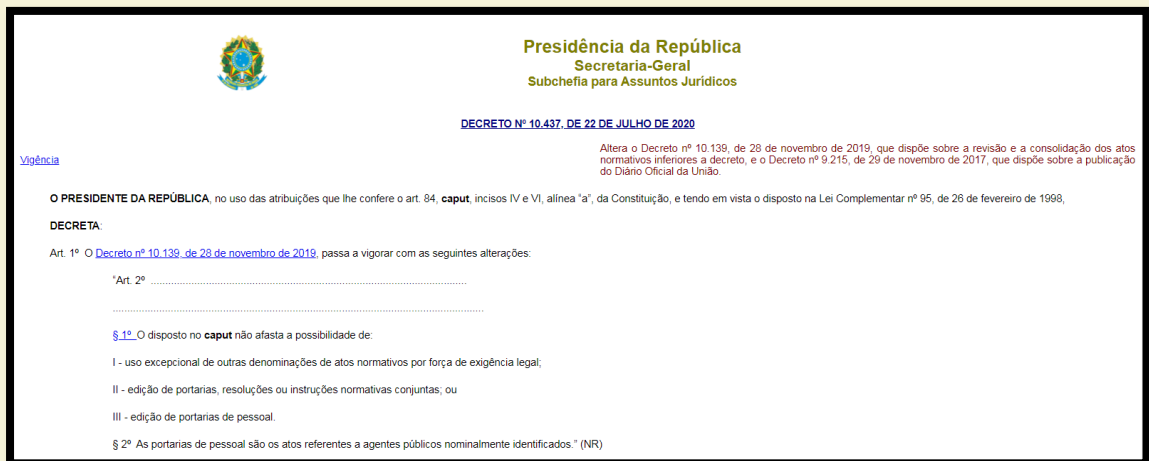 Presidência da República
Secretaria-Geral
Subchefia para Assuntos Jurídicos
DECRETO Nº 10.437, DE 22 DE JULHO DE 2020
Vigência
Altera o Decreto nº 10.139, de 28 de novembro de 2019, que dispõe sobre a revisão e a consolidação dos atos
normativos inferiores a decreto, e o Decreto nº 9.215, de 29 de novembro de 2017, que dispõe sobre a publicação
do Diário Oficial da União.
O PRESIDENTE DA REPÚBLICA, no uso das atribuições que lhe confere o art. 84, caput, incisos IV e VI, alínea “a”, da Constituição, e tendo em vista o disposto na Lei Complementar nº 95, de 26 de fevereiro de 1998,
DECRETA:
Art. 1º O Decreto nº 10.139, de 28 de novembro de 2019, passa a vigorar com as seguintes alterações:
“Art. 2º ..............................................................................................................
.................................................................................................................................
§ 1º O disposto no caput não afasta a possibilidade de:
I - uso excepcional de outras denominações de atos normativos por força de exigência legal;
II - edição de portarias, resoluções ou instruções normativas conjuntas; ou
III - edição de portarias de pessoal.
§ 2º As portarias de pessoal são os atos referentes a agentes públicos nominalmente identificados.” (NR)